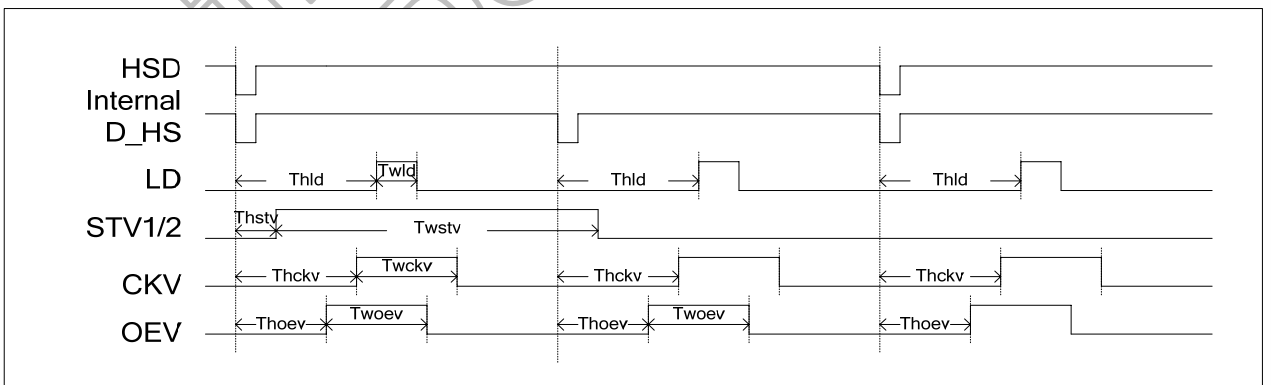 HSD
Internal
D_HS
LD Thld Twld Thld Thld
STV1/2 Thstv Twstv
CKV Thckv Twckv Thckv Thckv
OEV Thoev Twoev Thoev Twoev Thoev